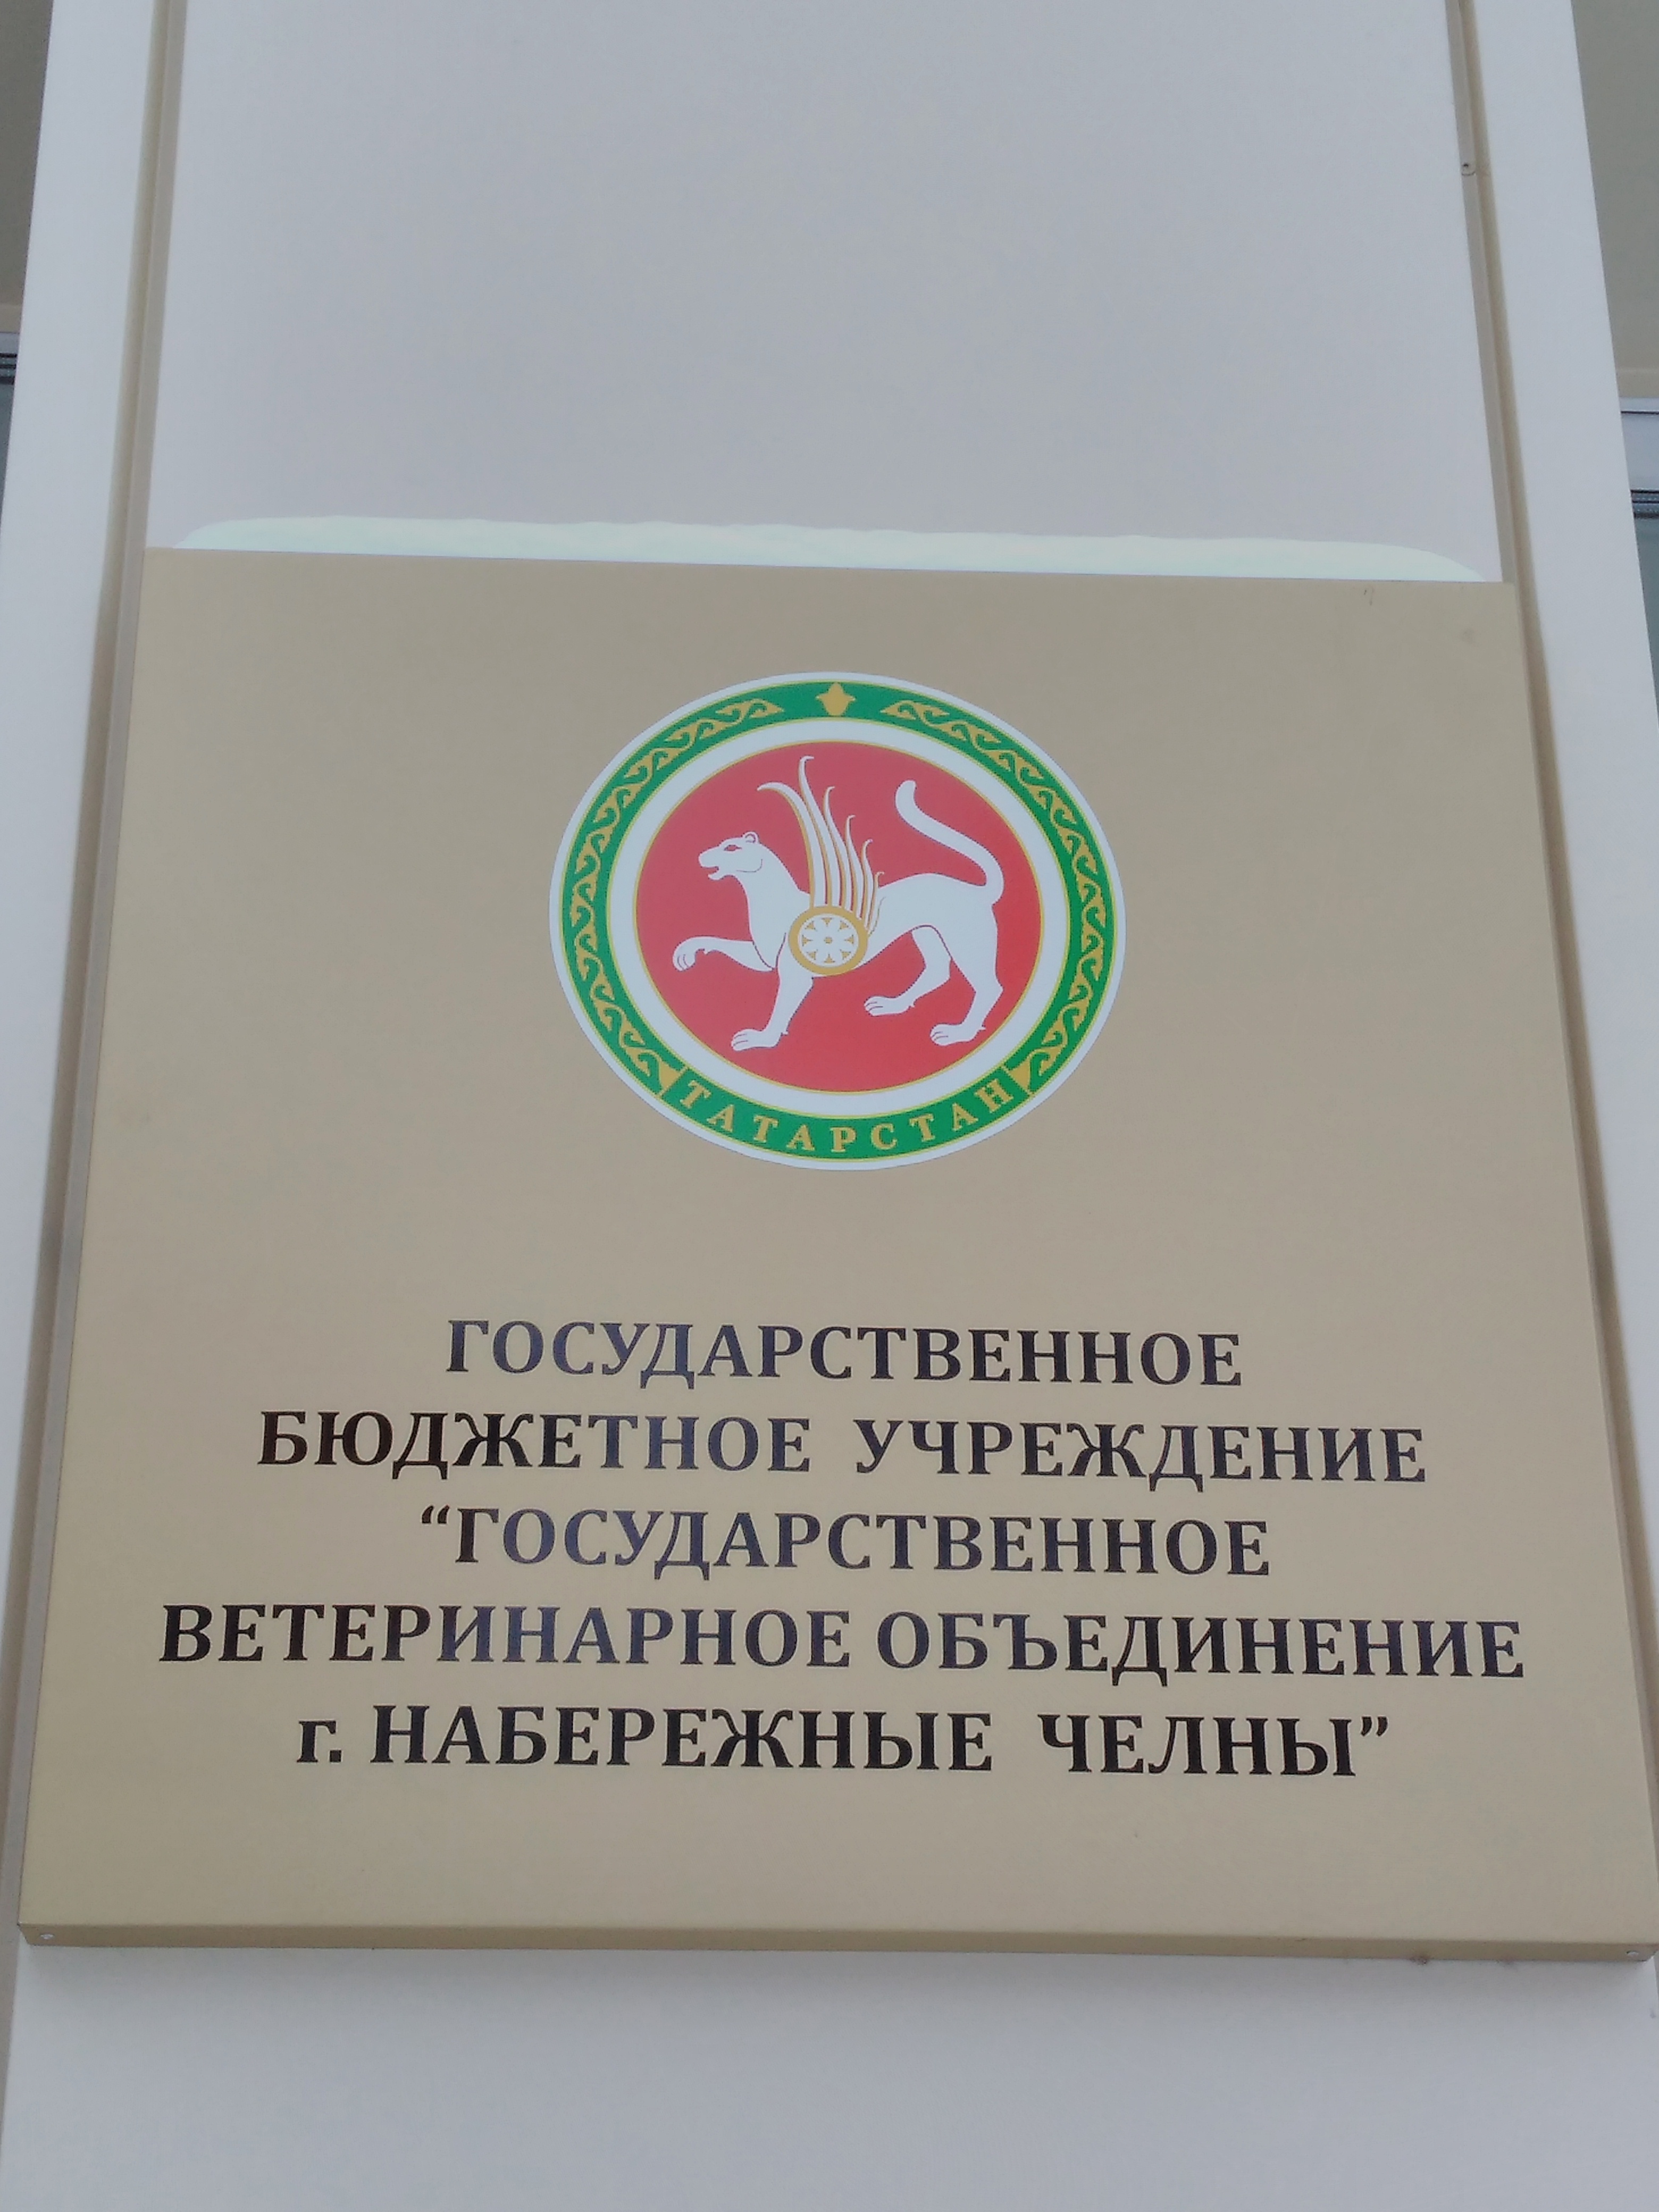 ТАТАРСТАН
ГОСУДАРСТВЕННОЕ
БЮДЖЕТНОЕ УЧРЕЖДЕНИЕ
“ГОСУДАРСТВЕННОЕ
ВЕТЕРИНАРНОЕ ОБЪЕДИНЕНИЕ
г. НАБЕРЕЖНЫЕ ЧЕЛНЫ”